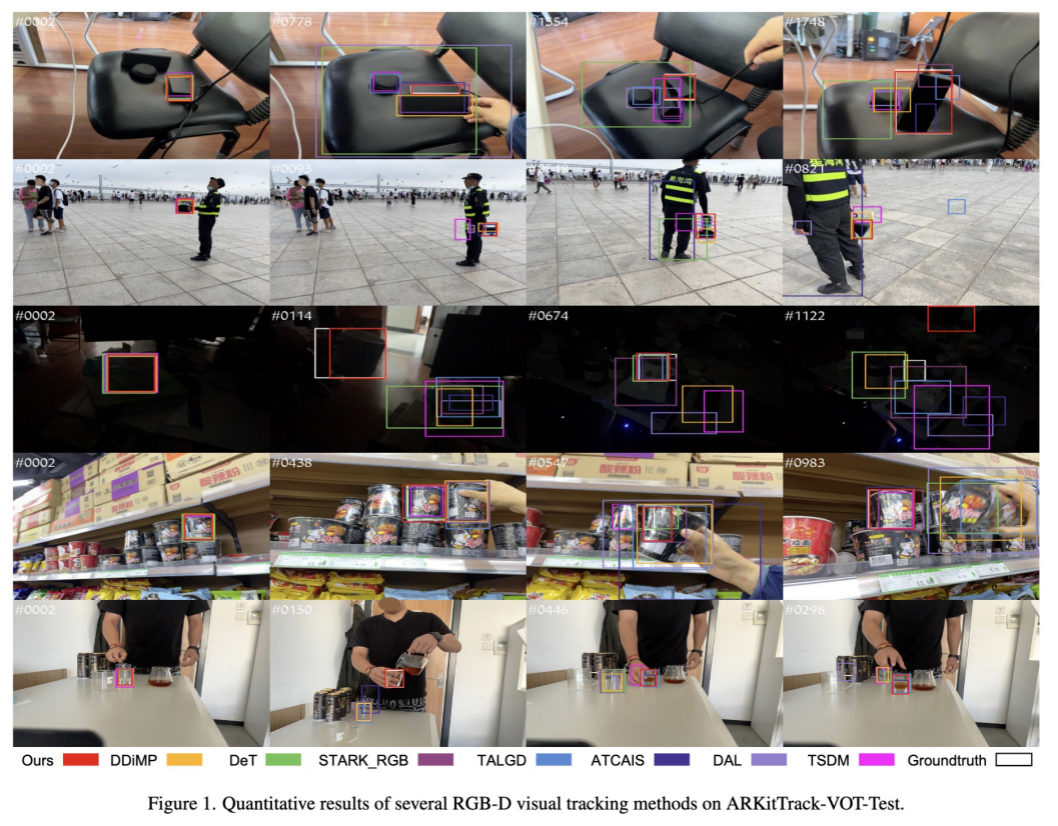 #0002 #0778 #1554 #1748
#0002 #0093 #0821
#0002 #0114 #0674 #1122
#0002 #0438 #0547 #0983
#0002 #0150 #0446 #0298
Ours DDiMP DeT STARK_RGB TALGD ATCAIS DAL TSDM Groundtruth
Figure 1. Quantitative results of several RGB-D visual tracking methods on ARKitTrack-VOT-Test.